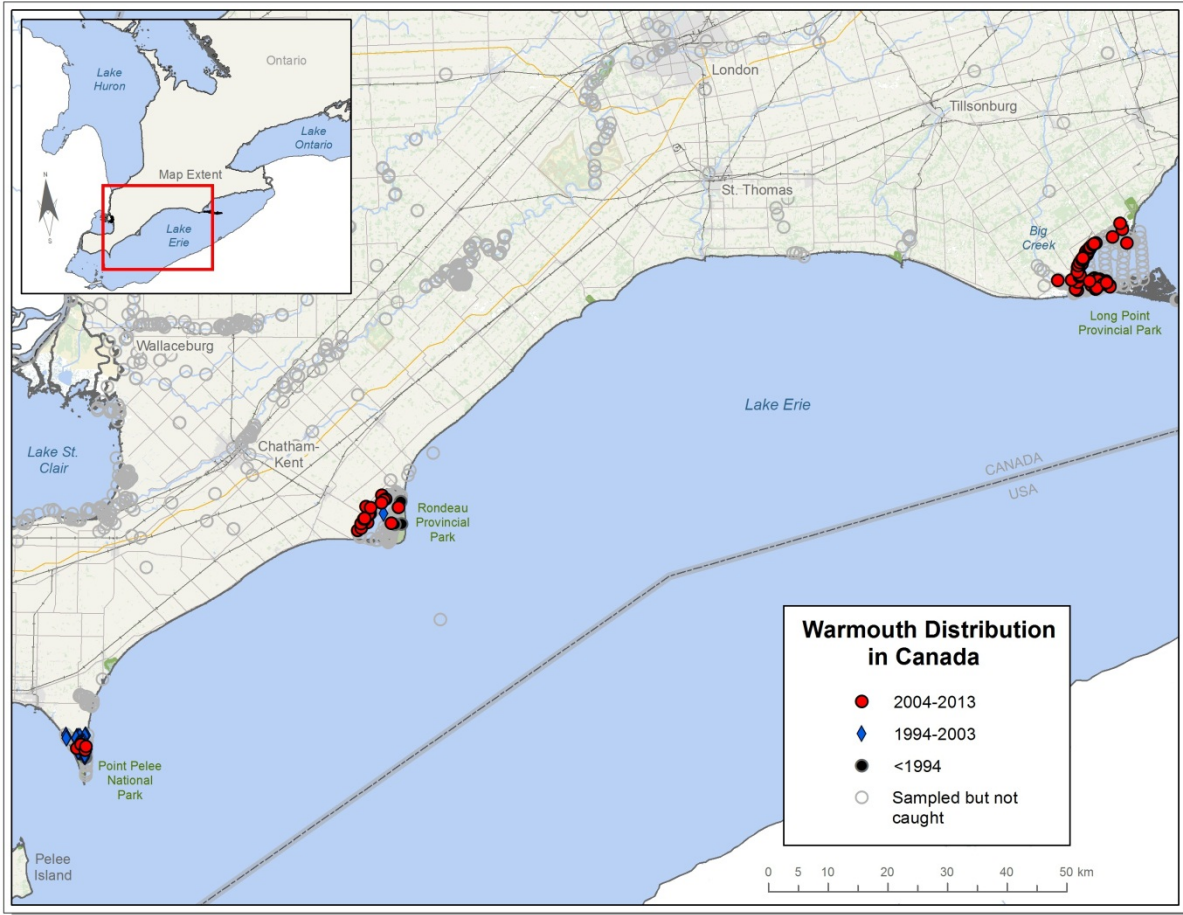 Lake
Huron
Ontario
Lake
Ontario
Map Extent
N
S
Lake
Erie
London
Tillsonburg
St. Thomas
Big
Creek
Long Point
Provincial Park
Wallaceburg
Lake St.
Clair
Chatham-
Kent
Lake Erie
CANADA
USA
Rondeau
Provincial
Park
Point Pelee
National
Park
Pelee
Island
Warmouth Distribution
in Canada
2004-2013
1994-2003
<1994
Sampled but not
caught
0 5 10 20 30 40 50 km